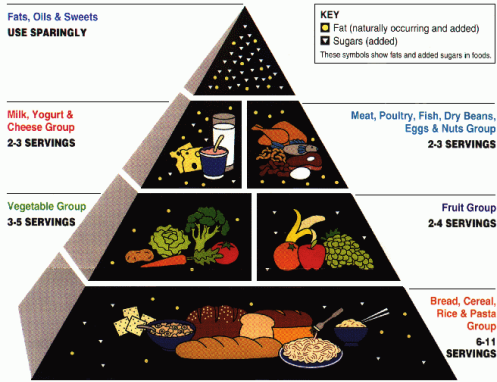 Fats, Oils & Sweets
USE SPARINGLY
KEY
Fat (naturally occurring and added)
Sugars (added)
These symbols show fats and added sugars in foods.
Milk, Yogurt &
Cheese Group
2-3 SERVINGS
Meat, Poultry, Fish, Dry Beans,
Eggs & Nuts Group
2-3 SERVINGS
Vegetable Group
3-5 SERVINGS
Fruit Group
2-4 SERVINGS
Bread, Cereal,
Rice & Pasta
Group
6-11
SERVINGS